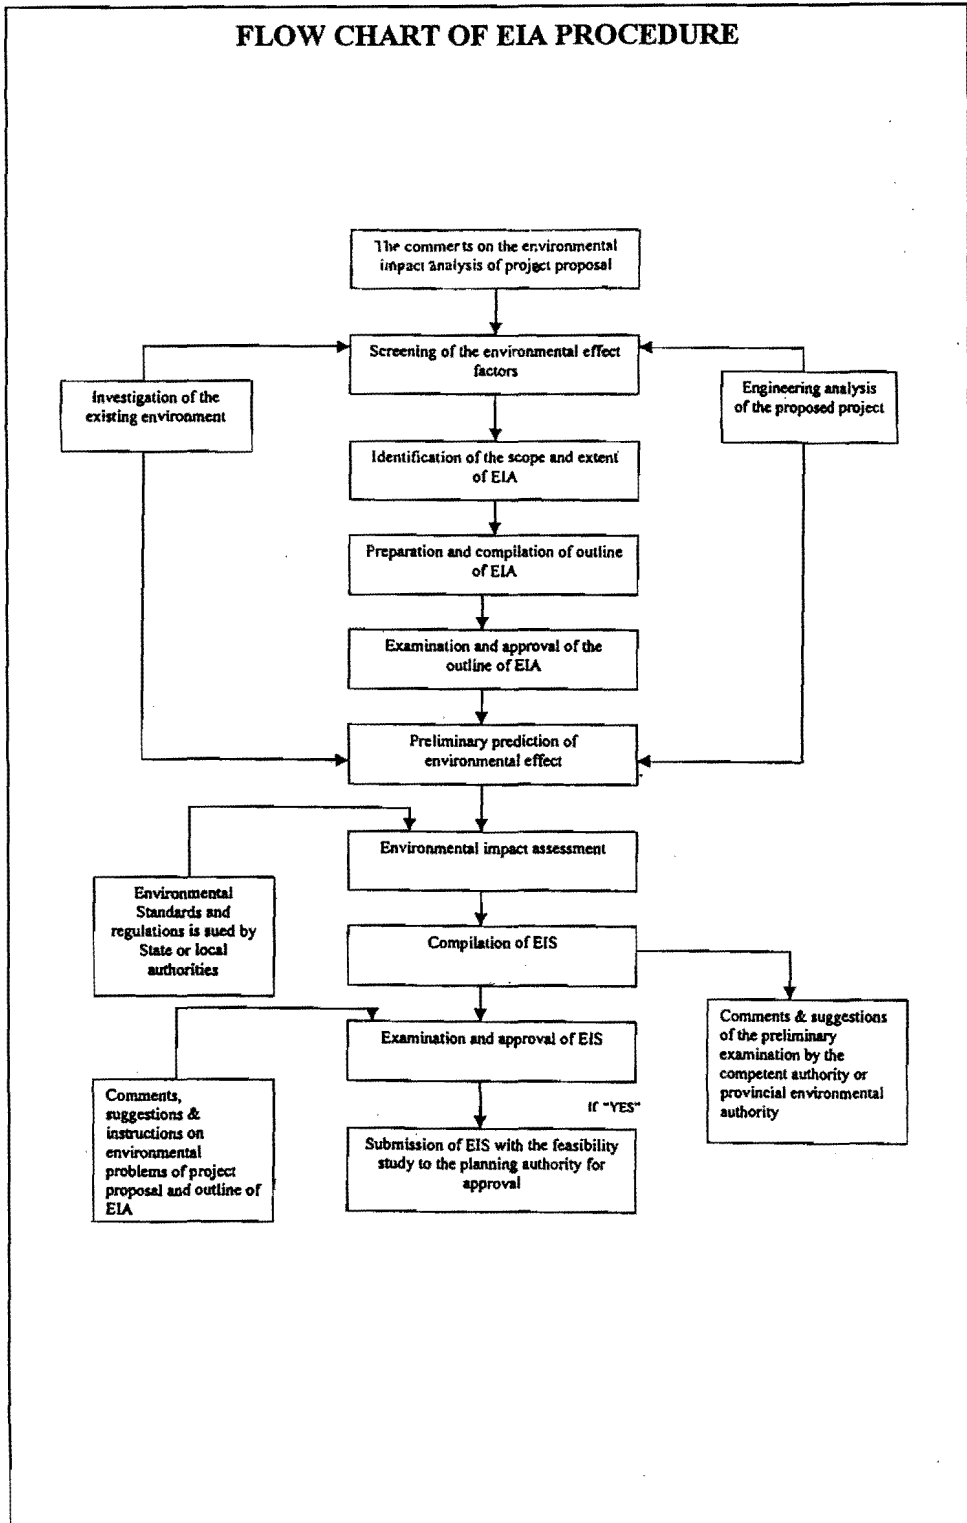 FLOW CHART OF EIA PROCEDURE
The comments on the environmental
impact analysis of project proposal
Screening of the environmental effect
factors
Investigation of the
existing environment
Engineering analysis
of the proposed project
Identification of the scope and extent
of EIA
Preparation and compilation of outline
of EIA
Examination and approval of the
outline of EIA
Preliminary prediction of
environmental effect
Environmental impact assessment
Environmental
Standards and
regulations is sued by
State or local
authorities
Compilation of EIS
Examination and approval of EIS
Comments & suggestions
of the preliminary
examination by the
competent authority or
provincial environmental
authority
Comments,
suggestions &
instructions on
environmental
problems of project
proposal and outline of
EIA
If "YES"
Submission of EIS with the feasibility
study to the planning authority for
approval